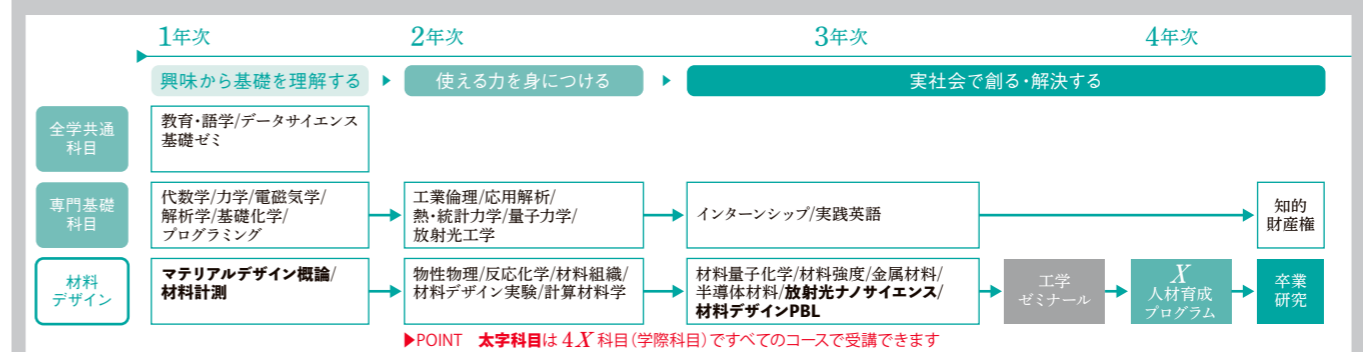 1年次
2年次
3年次
4年次
興味から基礎を理解する
使える力を身につける
実社会で創る・解決する
全学共通
科目
教育・語学/データサイエンス
基礎ゼミ
専門基礎
科目
代数学/力学/電磁気学/
解析学/基礎化学/
プログラミング
工業倫理/応用解析/
熱・統計力学/量子力学/
放射光工学
インターンシップ/実践英語
知的
財産権
材料
デザイン
マテリアルデザイン概論/
材料計測
物性物理/反応化学/材料組織/
材料デザイン実験/計算材料学
材料量子化学/材料強度/金属材料/
半導体材料/放射光ナノサイエンス/
材料デザインPBL
工学
ゼミナール
X
人材育成
プログラム
卒業
研究
▶POINT 太字科目は 4X 科目(学際科目)ですべてのコースで受講できます